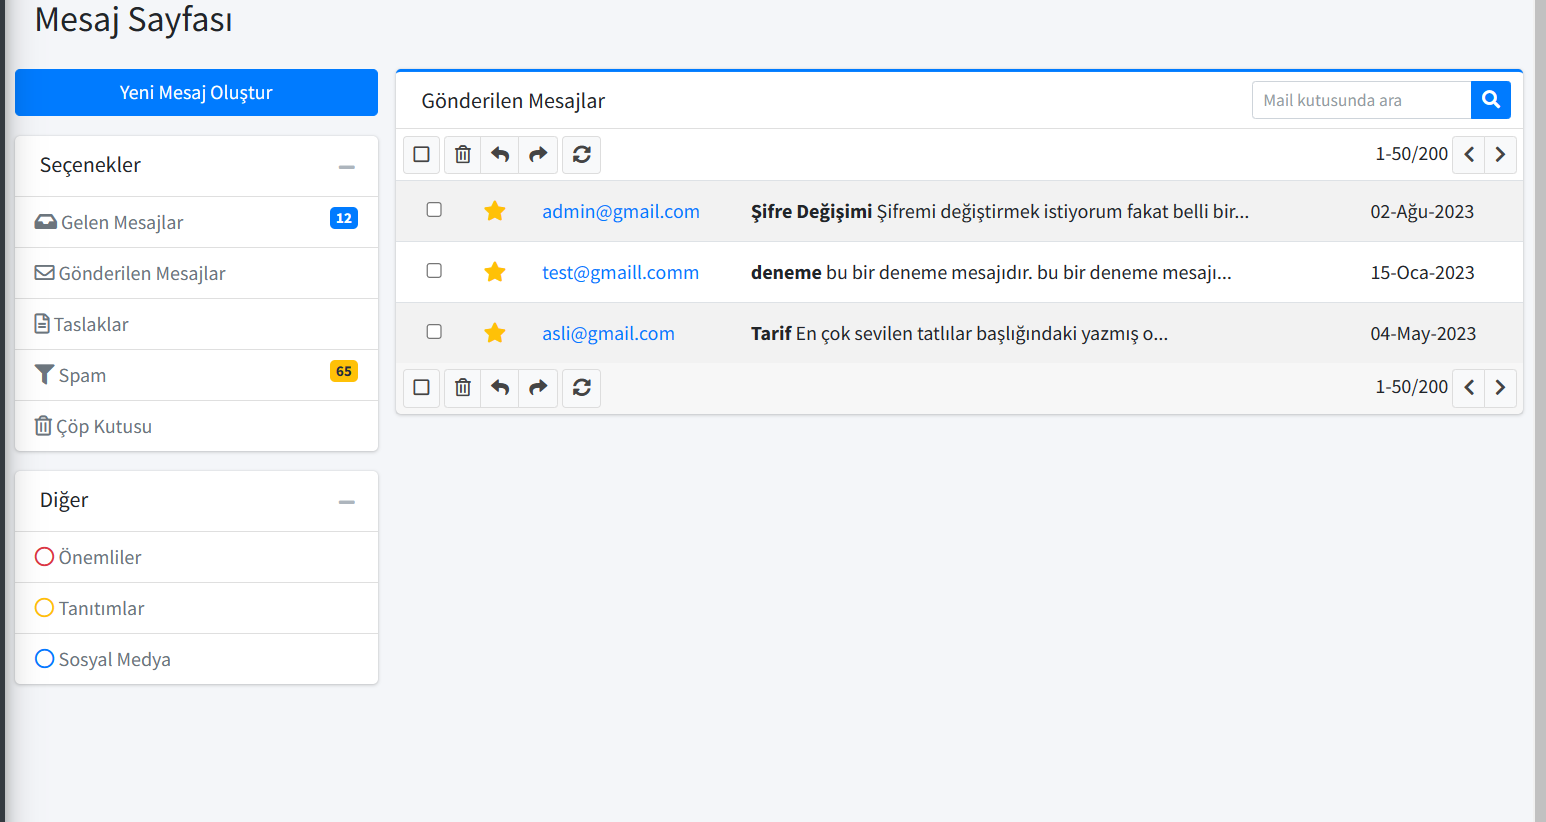 Mesaj Sayfası
Yeni Mesaj Oluştur
Seçenekler
Gelen Mesajlar 12
Gönderilen Mesajlar
Taslaklar
Spam 65
Çöp Kutusu
Diğer
Önemliler
Tanıtımlar
Sosyal Medya
Gönderilen Mesajlar
Mail kutusunda ara
1-50/200
admin@gmail.com Şifre Değişimi Şifremi değiştirmek istiyorum fakat belli bir... 02-Ağu-2023
test@gmaill.comm deneme bu bir deneme mesajıdır. bu bir deneme mesajı... 15-Oca-2023
asli@gmail.com Tarif En çok sevilen tatlılar başlığındaki yazmış o... 04-May-2023
1-50/200